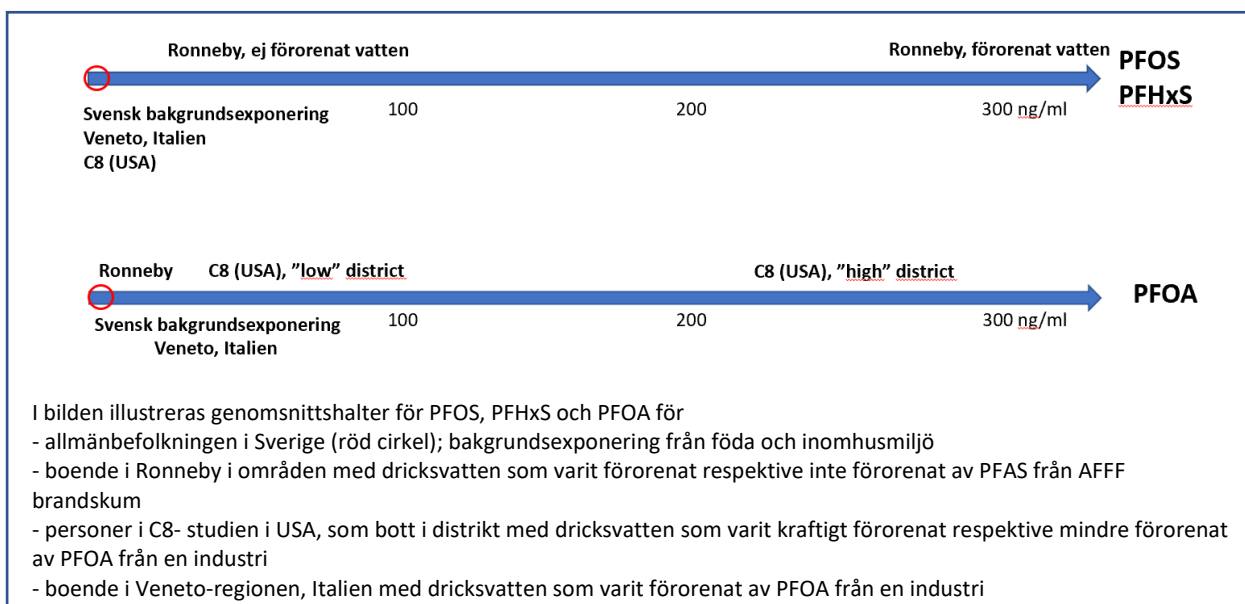 Ronneby, ej förorenat vatten
Ronneby, förorenat vatten
PFOS
PFHxS
Svensk bakgrundsexponering
Veneto, Italien
C8 (USA)
100
200
300 ng/ml
Ronneby
C8 (USA), ”low” district
C8 (USA), ”high” district
PFOA
Svensk bakgrundsexponering
Veneto, Italien
100
200
300 ng/ml
I bilden illustreras genomsnittshalter för PFOS, PFHxS och PFOA för
- allmänbefolkningen i Sverige (röd cirkel); bakgrundsexponering från föda och inomhusmiljö
- boende i Ronneby i områden med dricksvatten som varit förorenat respektive inte förorenat av PFAS från AFFF
brandskum
- personer i C8- studien i USA, som bott i distrikt med dricksvatten som varit kraftigt förorenat respektive mindre förorenat
av PFOA från en industri
- boende i Veneto-regionen, Italien med dricksvatten som varit förorenat av PFOA från en industri